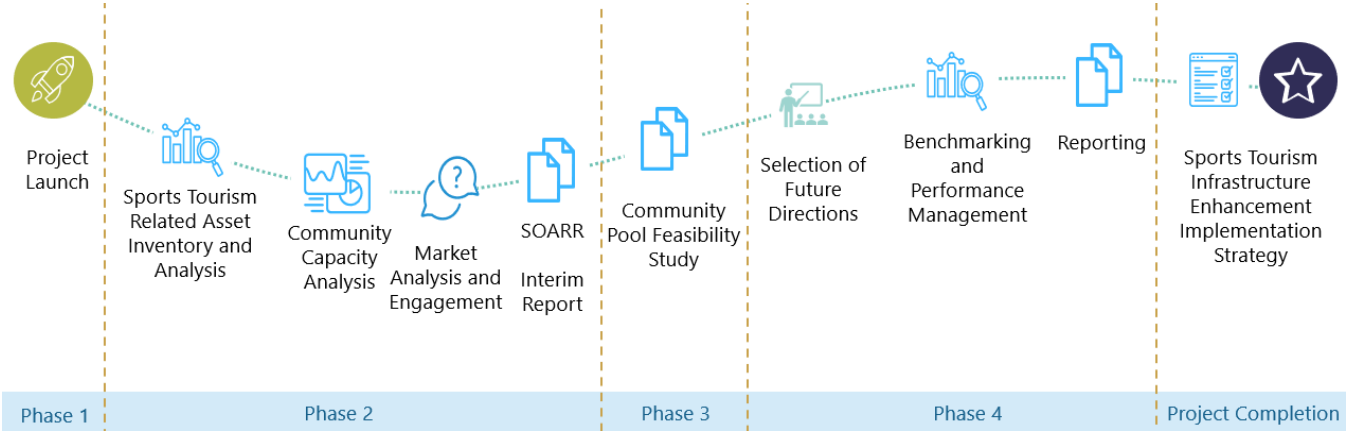 Project
Launch
Sports Tourism
Related Asset
Inventory and
Analysis
Community
Capacity
Analysis
Market
Analysis and
Engagement
SOARR
Interim
Report
Community
Pool Feasibility
Study
Selection of
Future
Directions
Benchmarking
and
Performance
Management
Reporting
Sports Tourism
Infrastructure
Enhancement
Implementation
Strategy
Phase 1
Phase 2
Phase 3
Phase 4
Project Completion